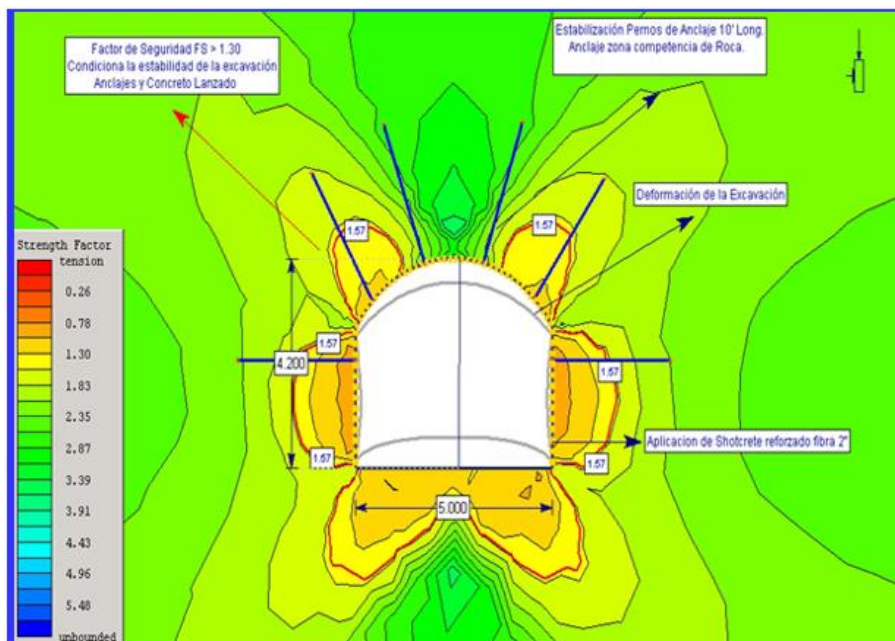 Factor de Seguridad FS > 1.30
Condiciona la estabilidad de la excavación
Anclajes y Concreto Lanzado
Estabilización Pernos de Anclaje 10' Long.
Anclaje zona competencia de Roca.
Deformación de la Excavación
1.57
1.57
Strength Factor
tension
0.26
0.78
1.30
1.83
2.35
2.87
3.39
3.91
4.43
4.96
5.48
unbounded
1.57
4.200
1.57
Aplicacion de Shotcrete reforzado fibra 2"
1.57
1.57
5.000